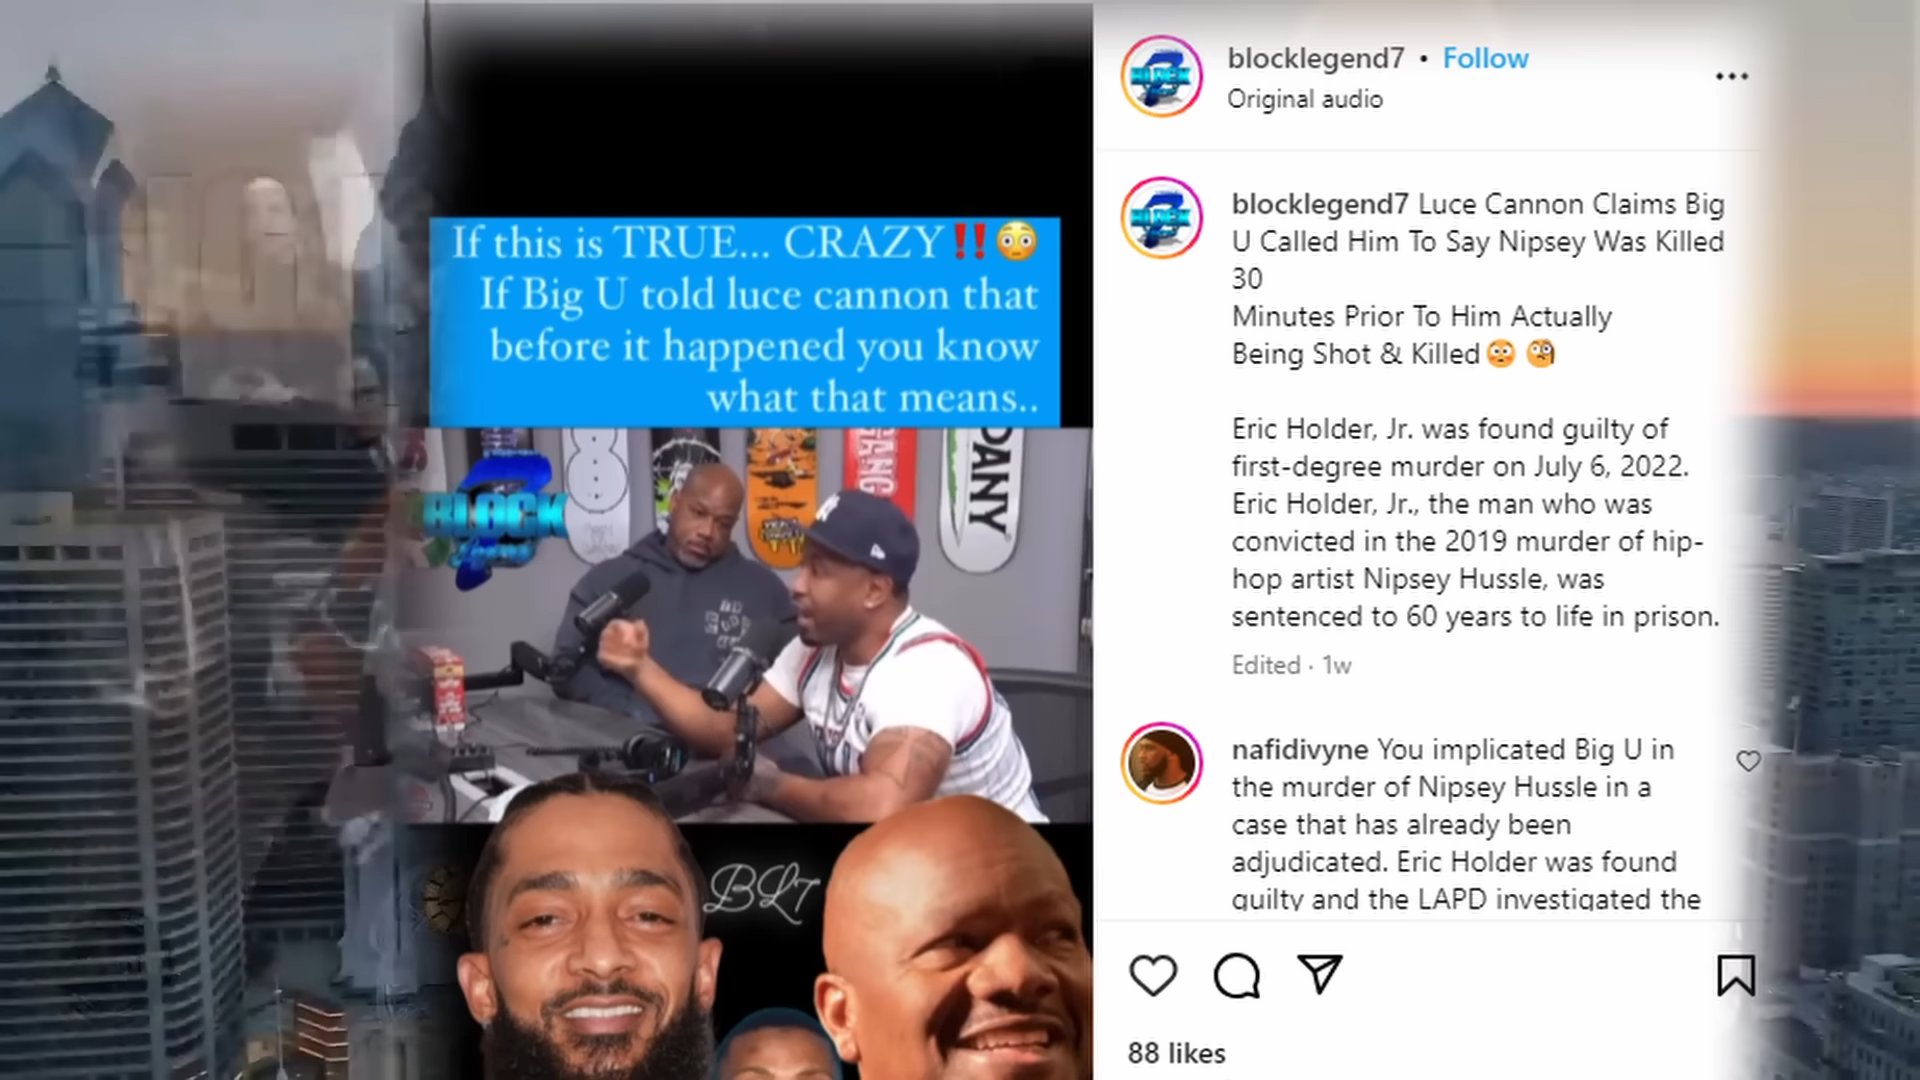 blocklegend7 • Follow
Original audio
If this is TRUE... CRAZY‼️😳
If Big U told luce cannon that
before it happened you know
what that means..
blocklegend7 Luce Cannon Claims Big
U Called Him To Say Nipsey Was Killed
30
Minutes Prior To Him Actually
Being Shot & Killed😳 🧐
Eric Holder, Jr. was found guilty of
first-degree murder on July 6, 2022.
Eric Holder, Jr., the man who was
convicted in the 2019 murder of hip-
hop artist Nipsey Hussle, was
sentenced to 60 years to life in prison.
Edited · 1w
nafidivyne You implicated Big U in
the murder of Nipsey Hussle in a
case that has already been
adjudicated. Eric Holder was found
guilty and the LAPD investigated the
88 likes
BLOCK
DANY
BL7